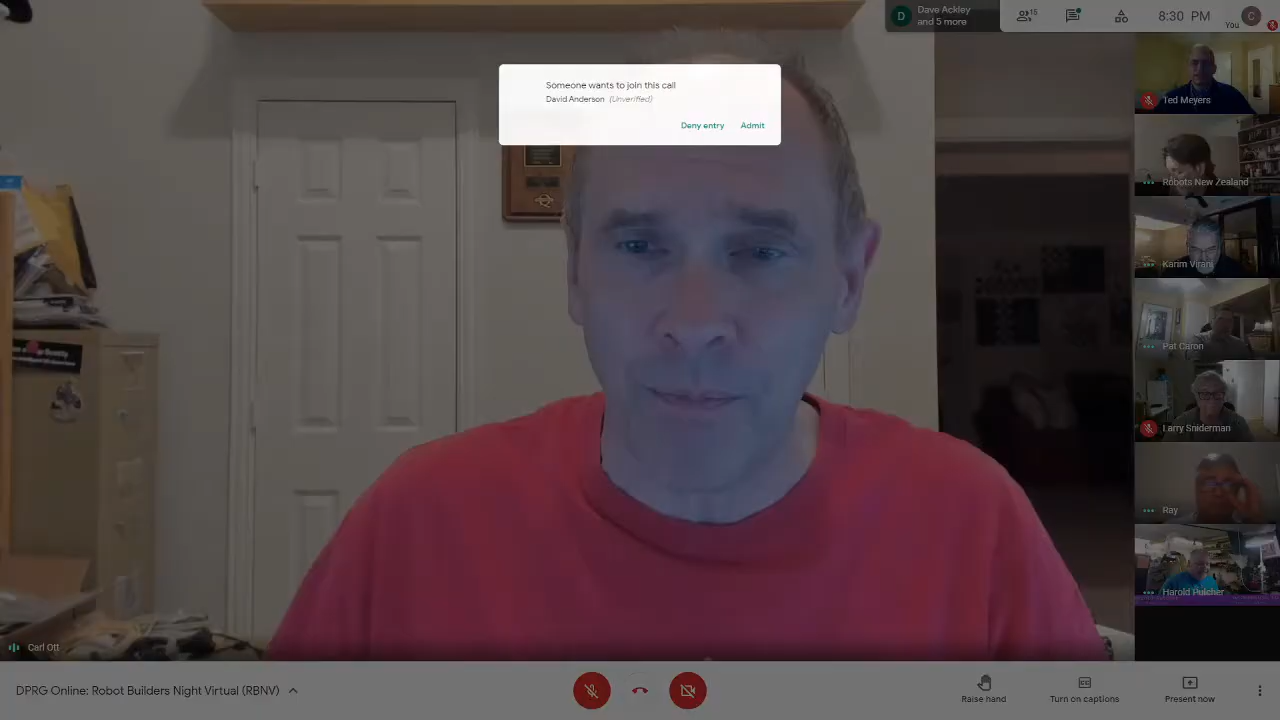 Dave Ackley
and 5 more
15
8:30 PM
You
C
D
Someone wants to join this call
David Anderson (Unverified)
Deny entry
Admit
Ted Meyers
Robots New Zealand
Karim Virani
Pat Caron
Larry Sniderman
Ray
Harold Pulcher
Carl Ott
DPRG Online: Robot Builders Night Virtual (RBNV)
Raise hand
Turn on captions
Present now